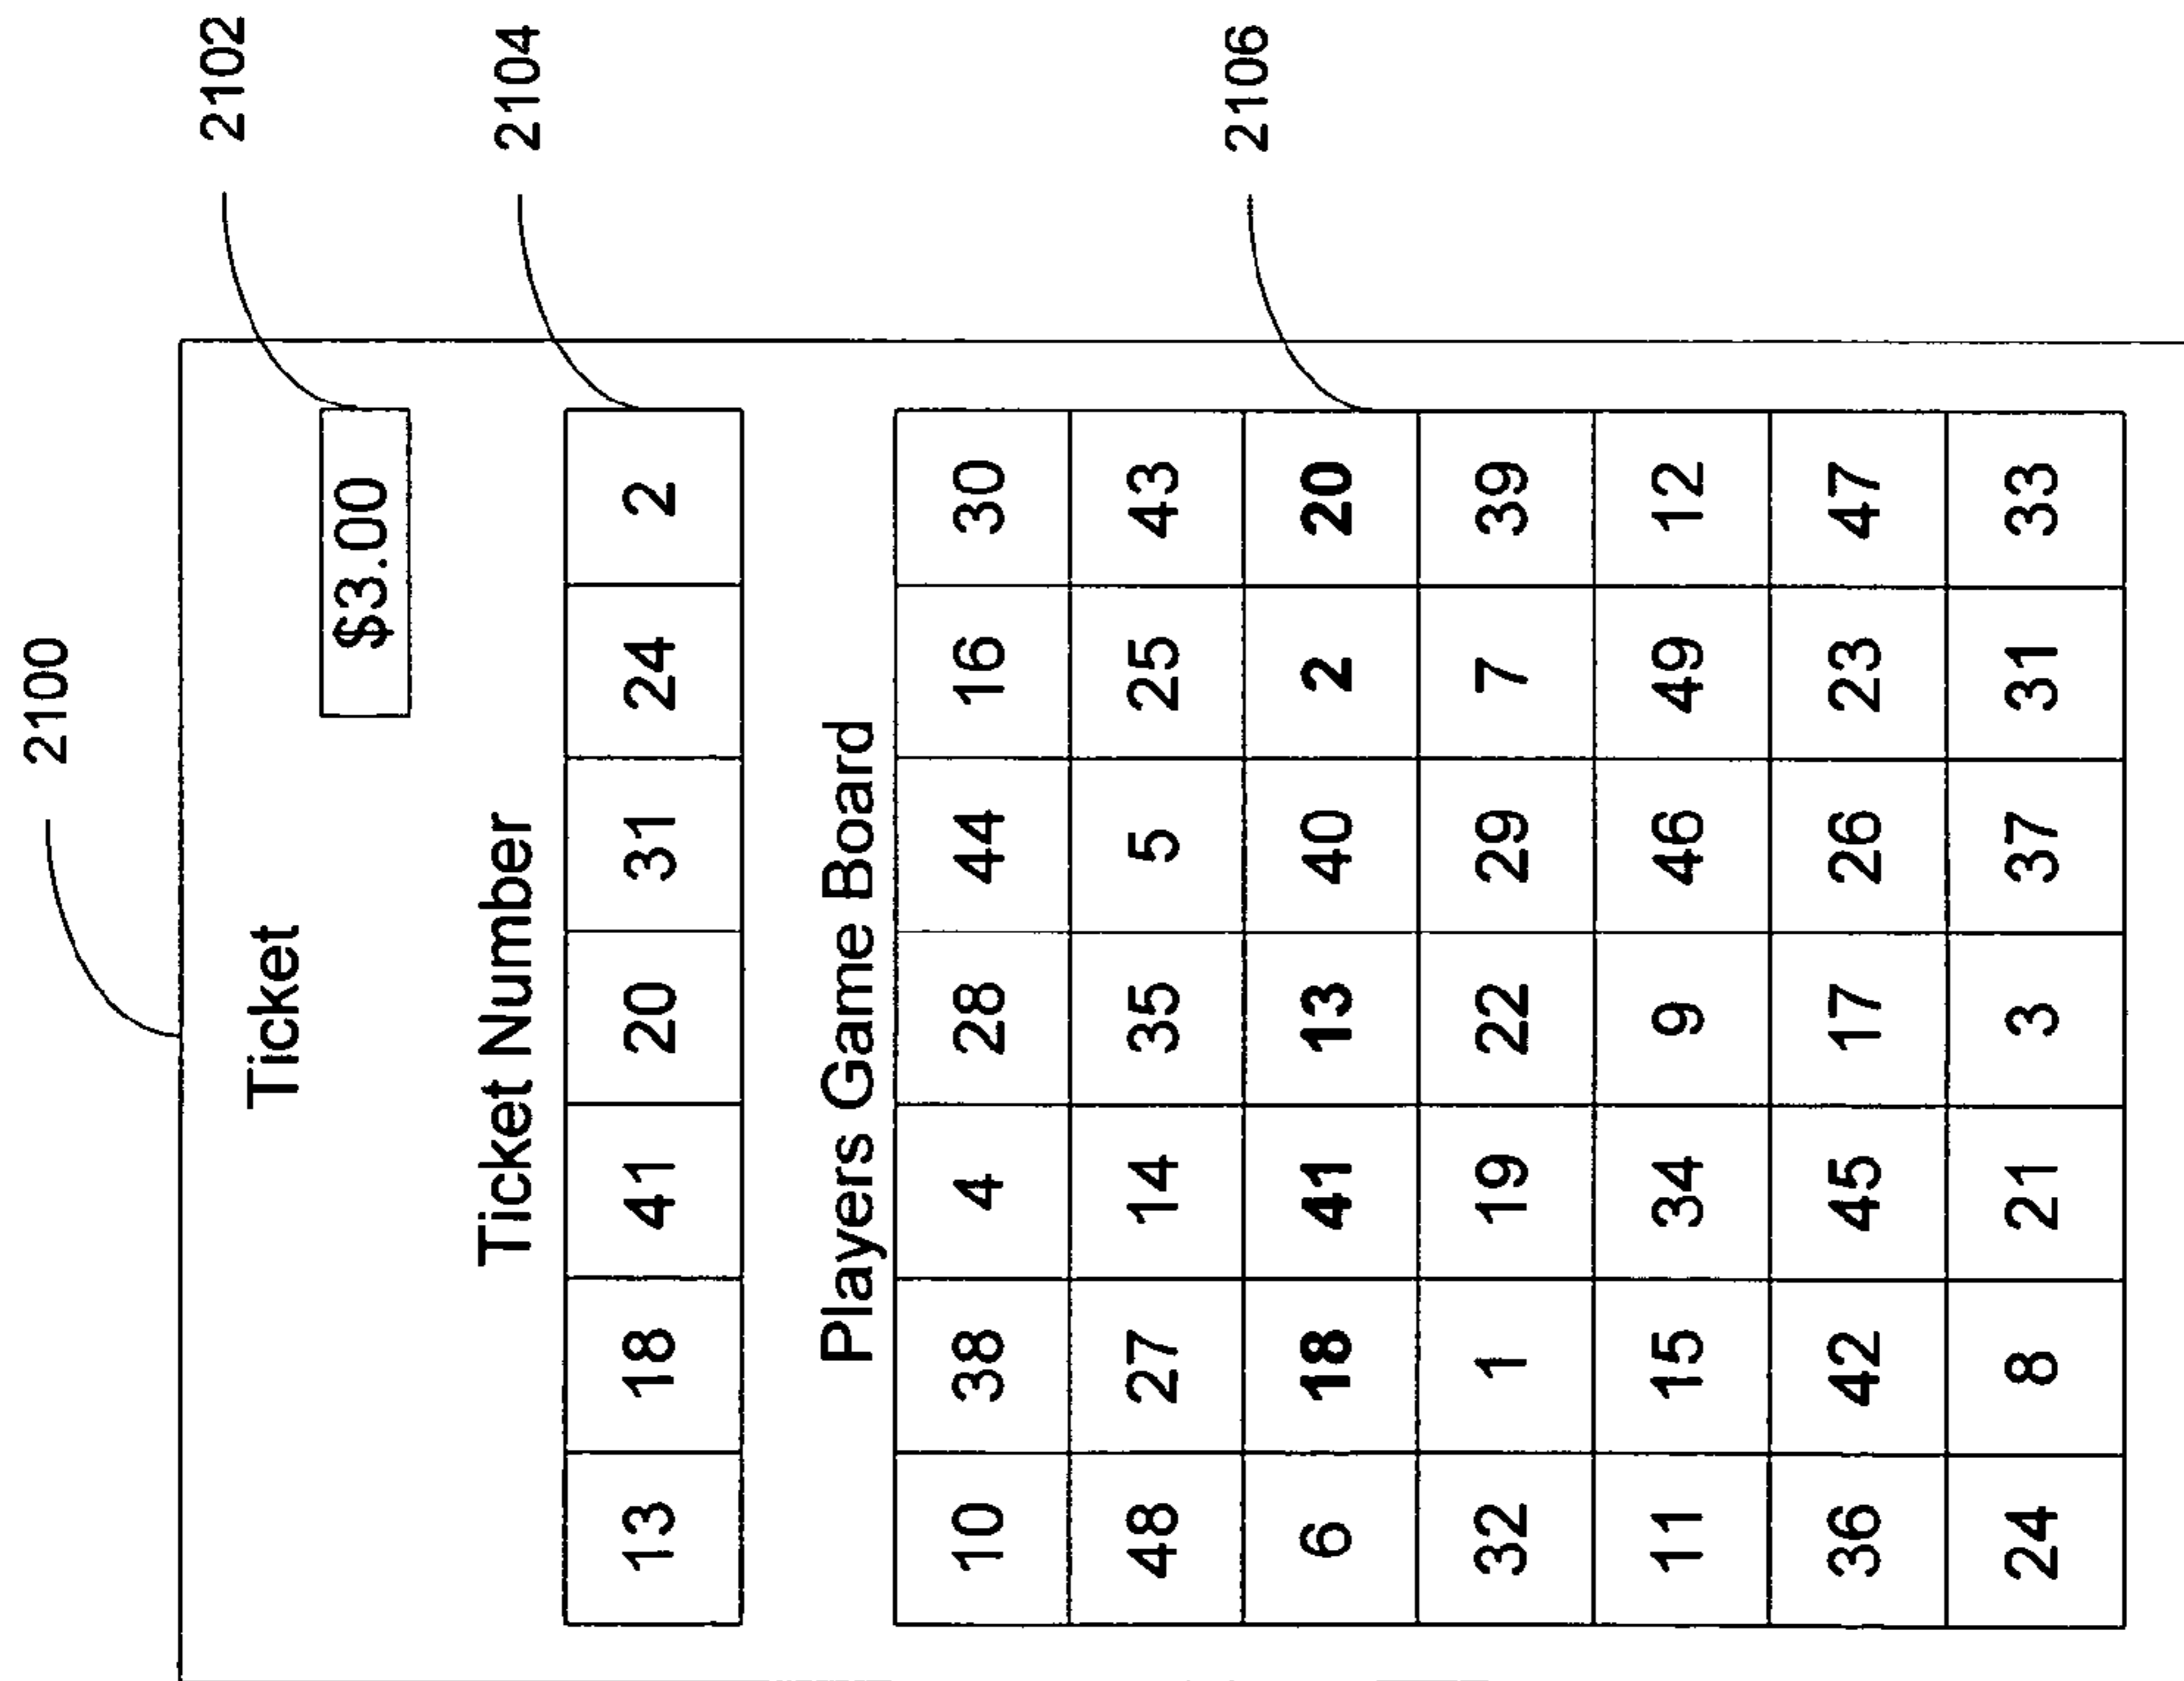 2100
2102
Ticket
$3.00
2104
Ticket Number
13 18 41 20 31 24 2
Players Game Board
2106
10 38 4 28 44 16 30
48 27 14 35 5 25 43
6 18 41 13 40 2 20
32 1 19 22 29 7 39
11 15 34 9 46 49 12
36 42 45 17 26 23 47
24 8 21 3 37 31 33